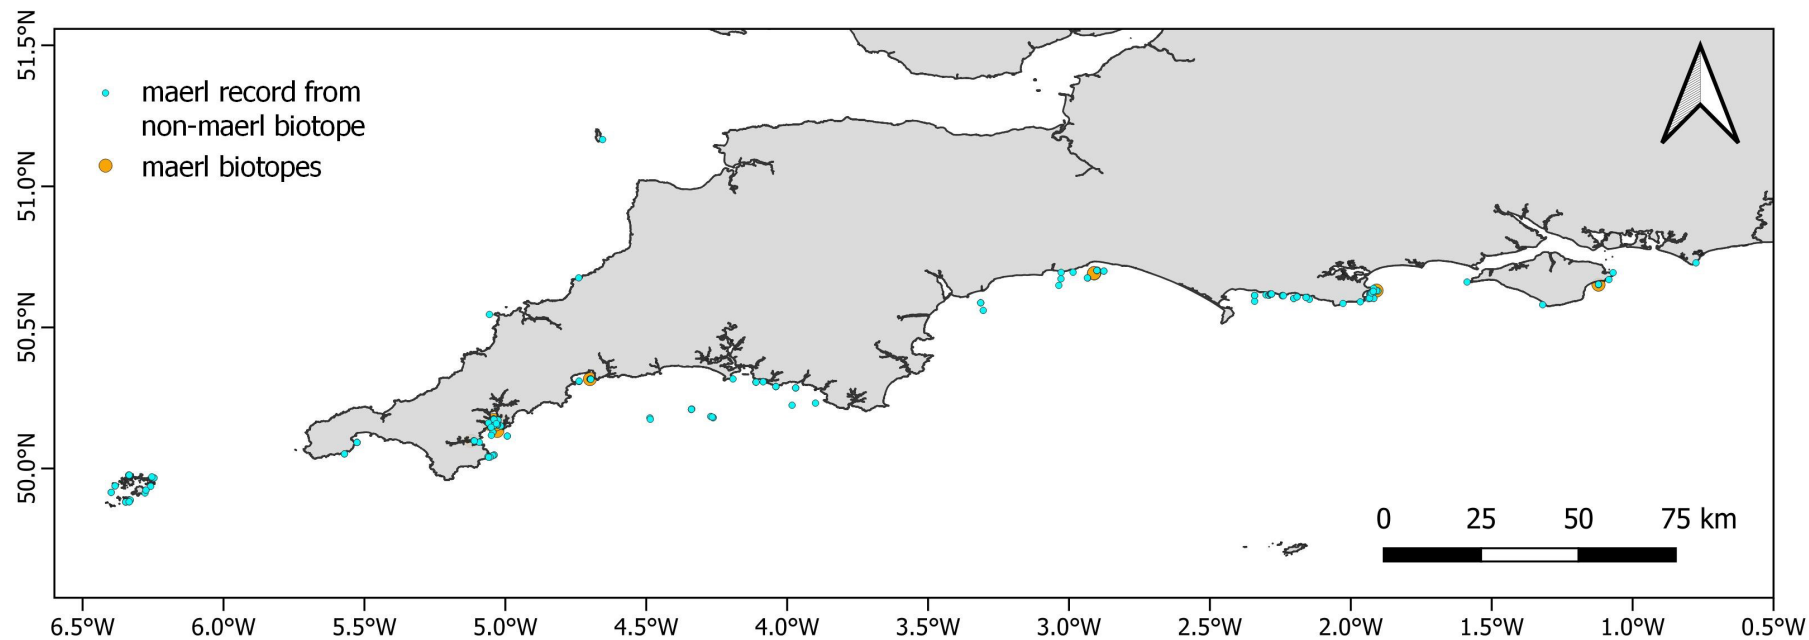 51.5°N
51.0°N
50.5°N
50.0°N
maerl record from
non-maerl biotope
maerl biotopes
0 25 50 75 km
6.5°W 6.0°W 5.5°W 5.0°W 4.5°W 4.0°W 3.5°W 3.0°W 2.5°W 2.0°W 1.5°W 1.0°W 0.5°W